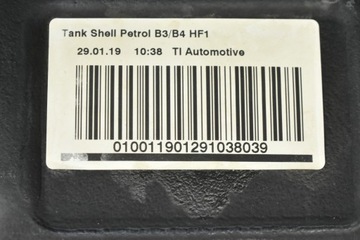 Tank Shell Petrol B3/B4 HF1
29.01.19 10:38 TI Automotive
010011901291038039